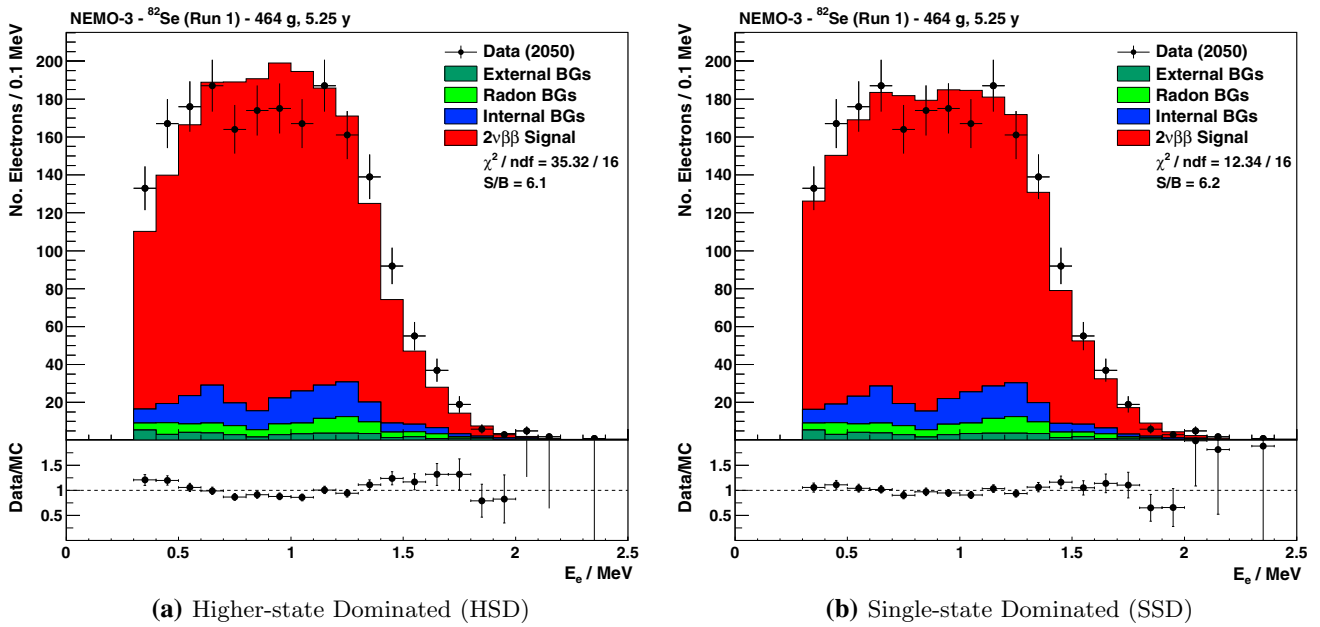 NEMO-3 - ⁸²Se (Run 1) - 464 g, 5.25 y
No. Electrons / 0.1 MeV
200
180
160
140
120
100
80
60
40
20
Data (2050)
External BGs
Radon BGs
Internal BGs
2νββ Signal
χ² / ndf = 35.32 / 16
S/B = 6.1
Data/MC
1.5
1
0.5
0 0.5 1 1.5 2 2.5
E_e / MeV
(a) Higher-state Dominated (HSD)
NEMO-3 - ⁸²Se (Run 1) - 464 g, 5.25 y
No. Electrons / 0.1 MeV
200
180
160
140
120
100
80
60
40
20
Data (2050)
External BGs
Radon BGs
Internal BGs
2νββ Signal
χ² / ndf = 12.34 / 16
S/B = 6.2
Data/MC
1.5
1
0.5
0 0.5 1 1.5 2 2.5
E_e / MeV
(b) Single-state Dominated (SSD)